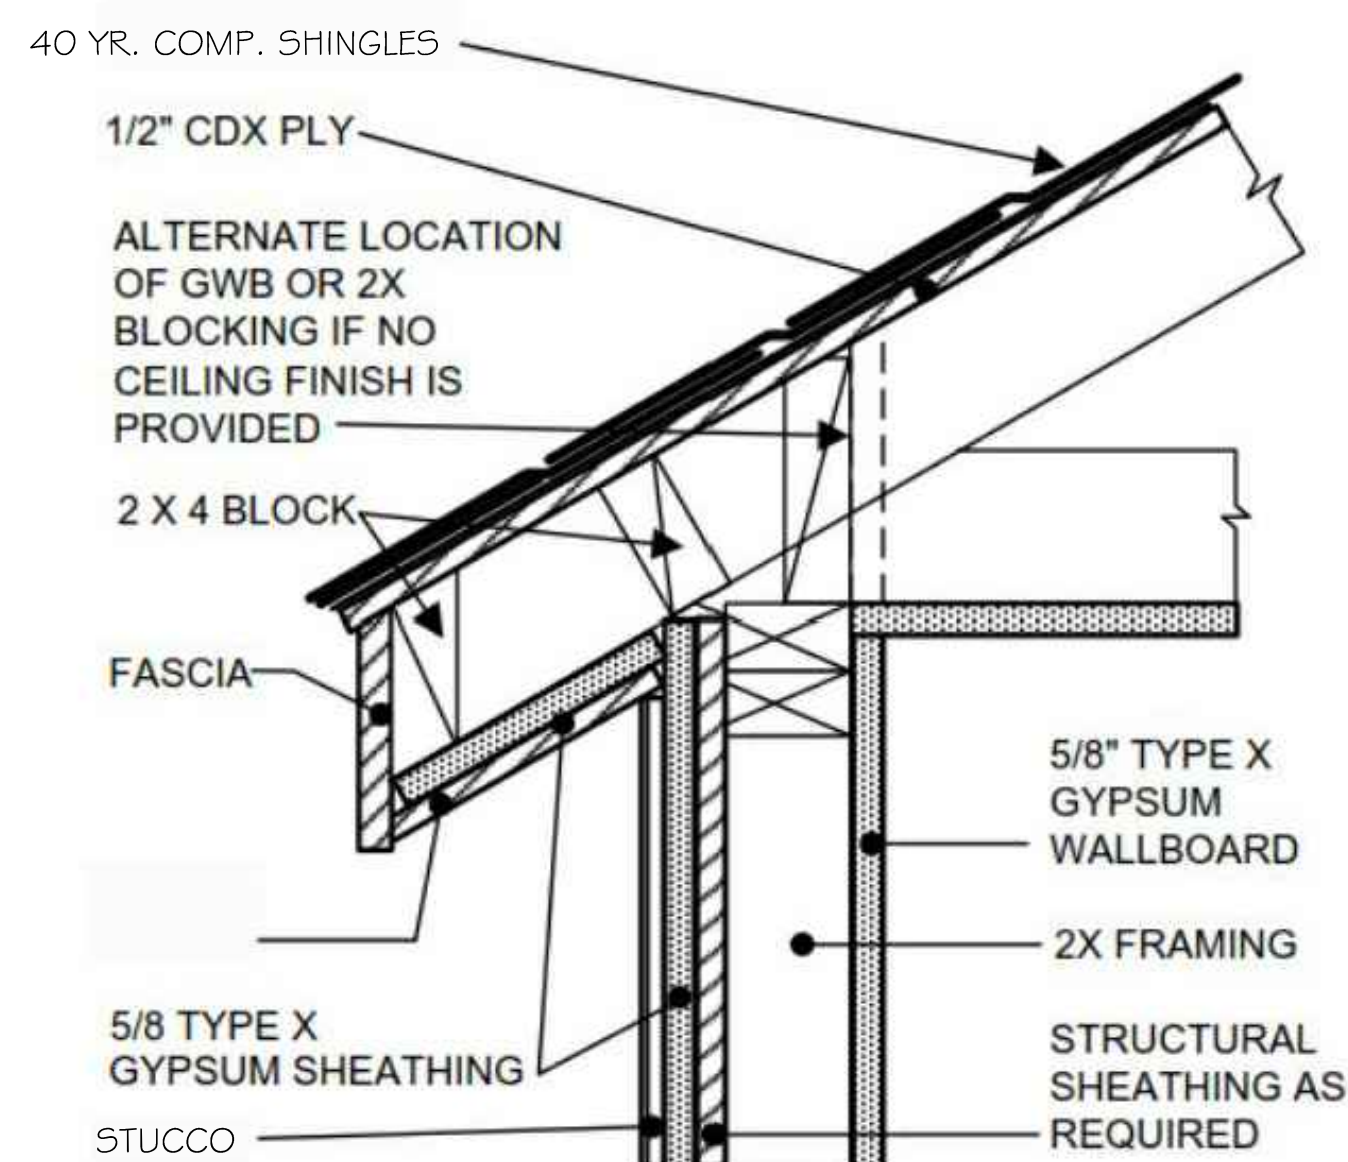 40 YR. COMP. SHINGLES
1/2" CDX PLY
ALTERNATE LOCATION
OF GWB OR 2X
BLOCKING IF NO
CEILING FINISH IS
PROVIDED
2 X 4 BLOCK
FASCIA
5/8 TYPE X
GYPSUM SHEATHING
STUCCO
5/8" TYPE X
GYPSUM
WALLBOARD
2X FRAMING
STRUCTURAL
SHEATHING AS
REQUIRED